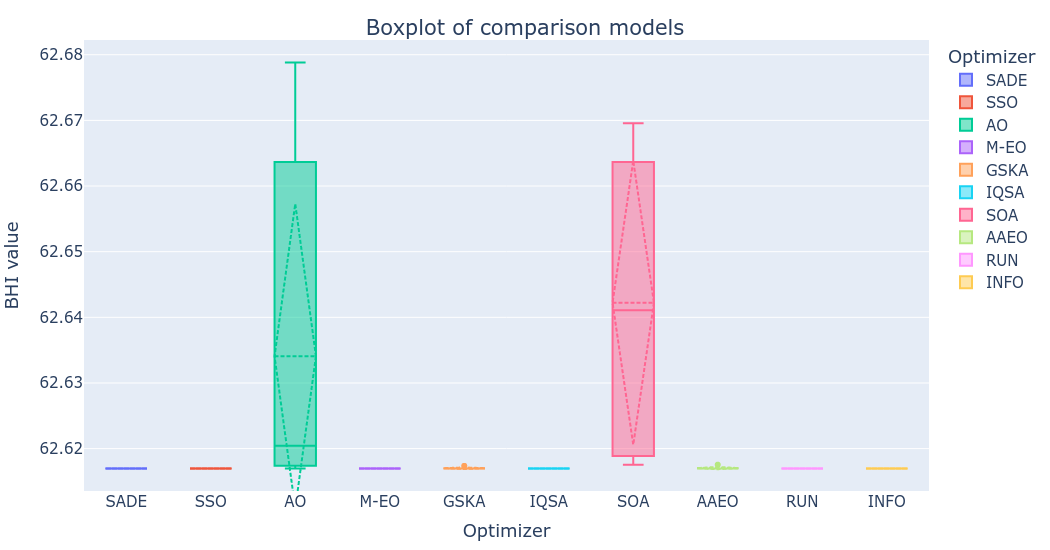 Boxplot of comparison models
BHI value
62.68
62.67
62.66
62.65
62.64
62.63
62.62
SADE SSO AO M-EO GSKA IQSA SOA AAEO RUN INFO
Optimizer
Optimizer
SADE
SSO
AO
M-EO
GSKA
IQSA
SOA
AAEO
RUN
INFO